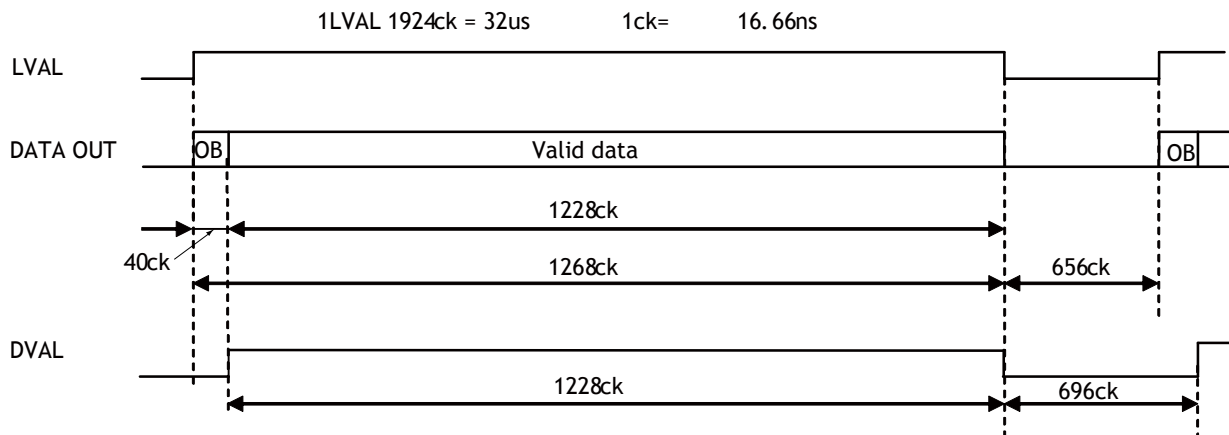 1LVAL 1924ck = 32us 1ck= 16.66ns
LVAL
DATA OUT OB Valid data OB
1228ck
40ck
1268ck 656ck
DVAL
1228ck 696ck